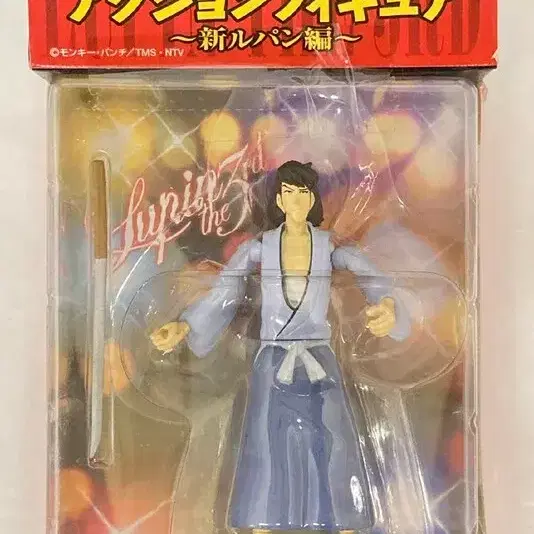 アクションフィギュア
～新ルパン編～
©モンキー・パンチ／TMS・NTV
Lupin
the 3rd